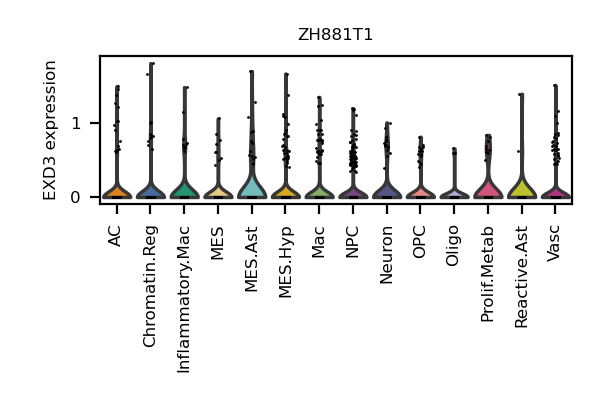 ZH881T1
EXD3 expression
1
0
AC
Chromatin.Reg
Inflammatory.Mac
MES
MES.Ast
MES.Hyp
Mac
NPC
Neuron
OPC
Oligo
Prolif.Metab
Reactive.Ast
Vasc